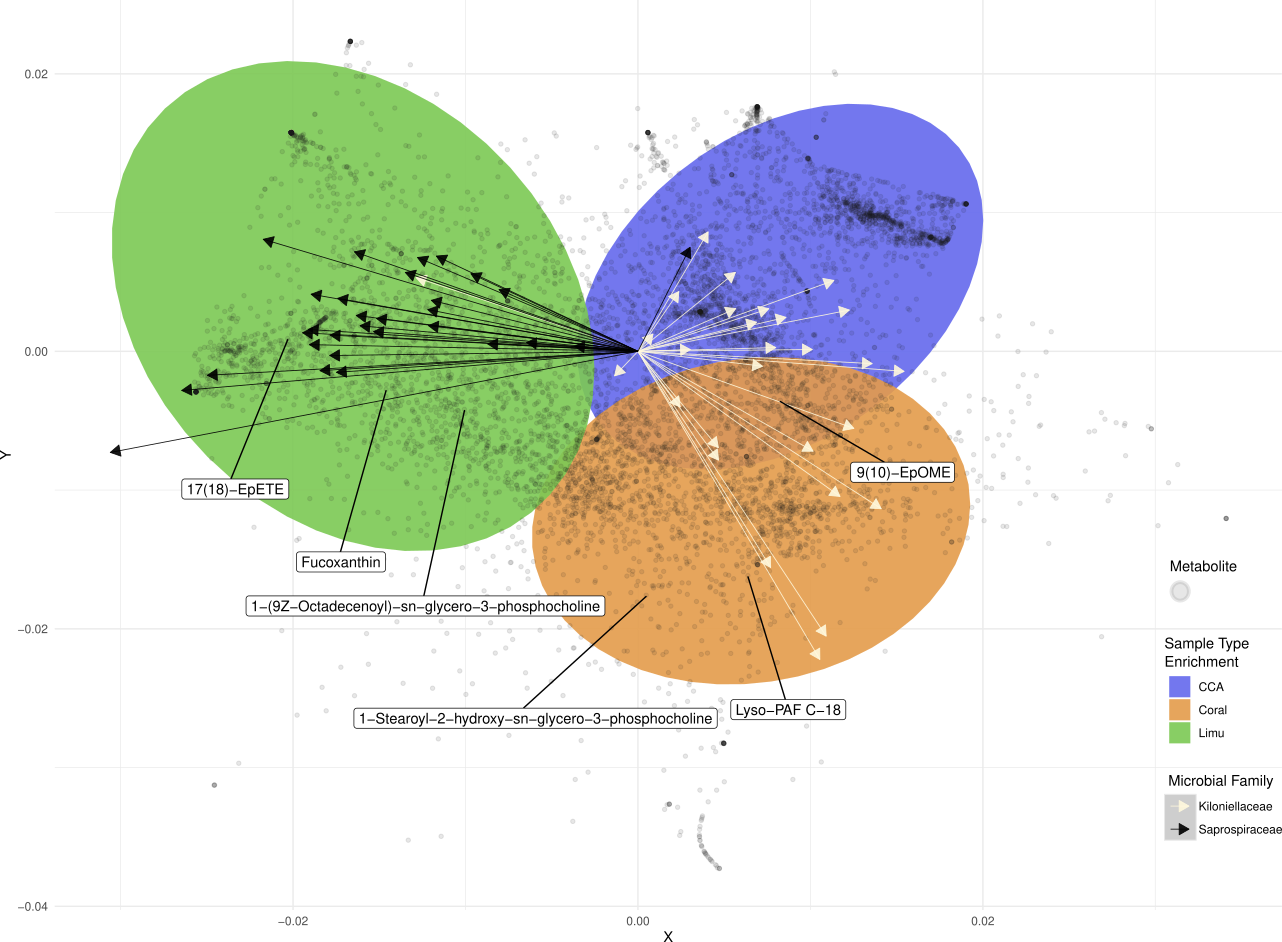 0.02
0.00
−0.02
−0.04
Y
17(18)−EpETE
9(10)−EpOME
Fucoxanthin
1−(9Z−Octadecenoyl)−sn−glycero−3−phosphocholine
1−Stearoyl−2−hydroxy−sn−glycero−3−phosphocholine
Lyso−PAF C−18
Metabolite
Sample Type
Enrichment
CCA
Coral
Limu
Microbial Family
Kiloniellaceae
Saprospiraceae
−0.02
0.00
0.02
X